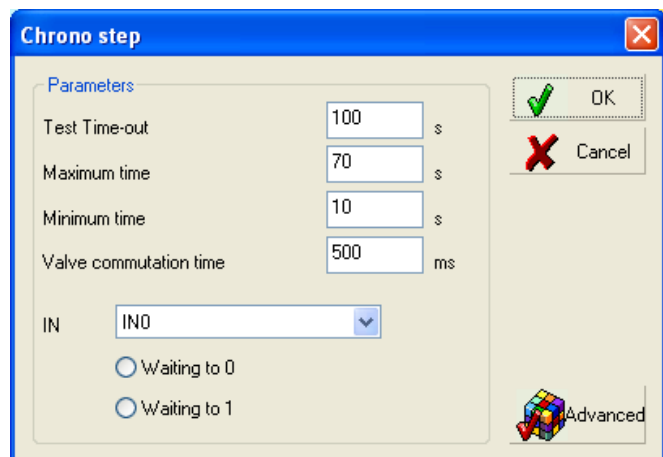 Chrono step
Parameters
Test Time-out 100 s
Maximum time 70 s
Minimum time 10 s
Valve commutation time 500 ms
IN IN0
Waiting to 0
Waiting to 1
OK
Cancel
Advanced